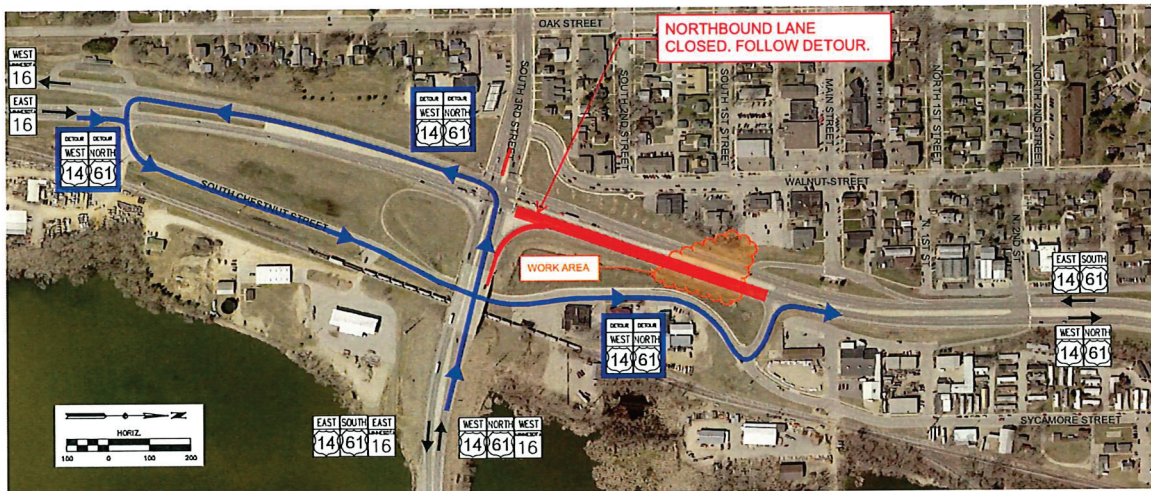 OAK STREET
NORTHBOUND LANE
CLOSED. FOLLOW DETOUR.
WEST
MINNESOTA
16
EAST
MINNESOTA
16
DETOUR DETOUR
WEST NORTH
14 61
DETOUR DETOUR
WEST NORTH
14 61
SOUTH 3RD STREET
SOUTH 2ND STREET
SOUTH 1ST STREET
MAIN STREET
NORTH 1ST STREET
NORTH 2ND STREET
WALNUT STREET
SOUTH CHESTNUT STREET
WORK AREA
N. 1ST ST
N. 2ND ST
EAST SOUTH
14 61
WEST NORTH
14 61
DETOUR DETOUR
WEST NORTH
14 61
SYCAMORE STREET
N
HORIZ.
100 0 100 200
EAST SOUTH EAST
MINNESOTA
14 61 16
WEST NORTH WEST
MINNESOTA
14 61 16